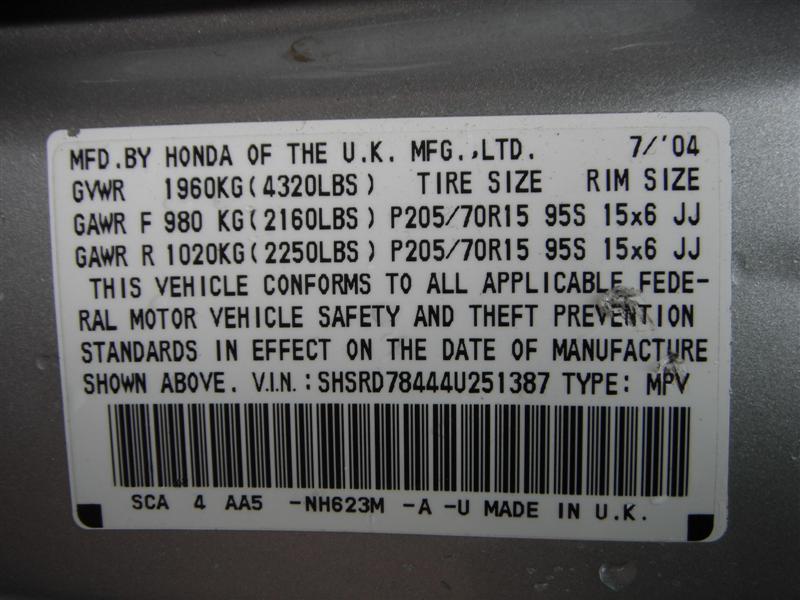 MFD.BY HONDA OF THE U.K. MFG.,LTD. 7/'04
GVWR 1960KG(4320LBS) TIRE SIZE RIM SIZE
GAWR F 980 KG(2160LBS) P205/70R15 95S 15x6 JJ
GAWR R 1020KG(2250LBS) P205/70R15 95S 15x6 JJ
THIS VEHICLE CONFORMS TO ALL APPLICABLE FEDE-
RAL MOTOR VEHICLE SAFETY AND THEFT PREVENTION
STANDARDS IN EFFECT ON THE DATE OF MANUFACTURE
SHOWN ABOVE. V.I.N.:SHSRD78444U251387 TYPE: MPV
SCA 4 AA5 -NH623M -A -U MADE IN U.K.